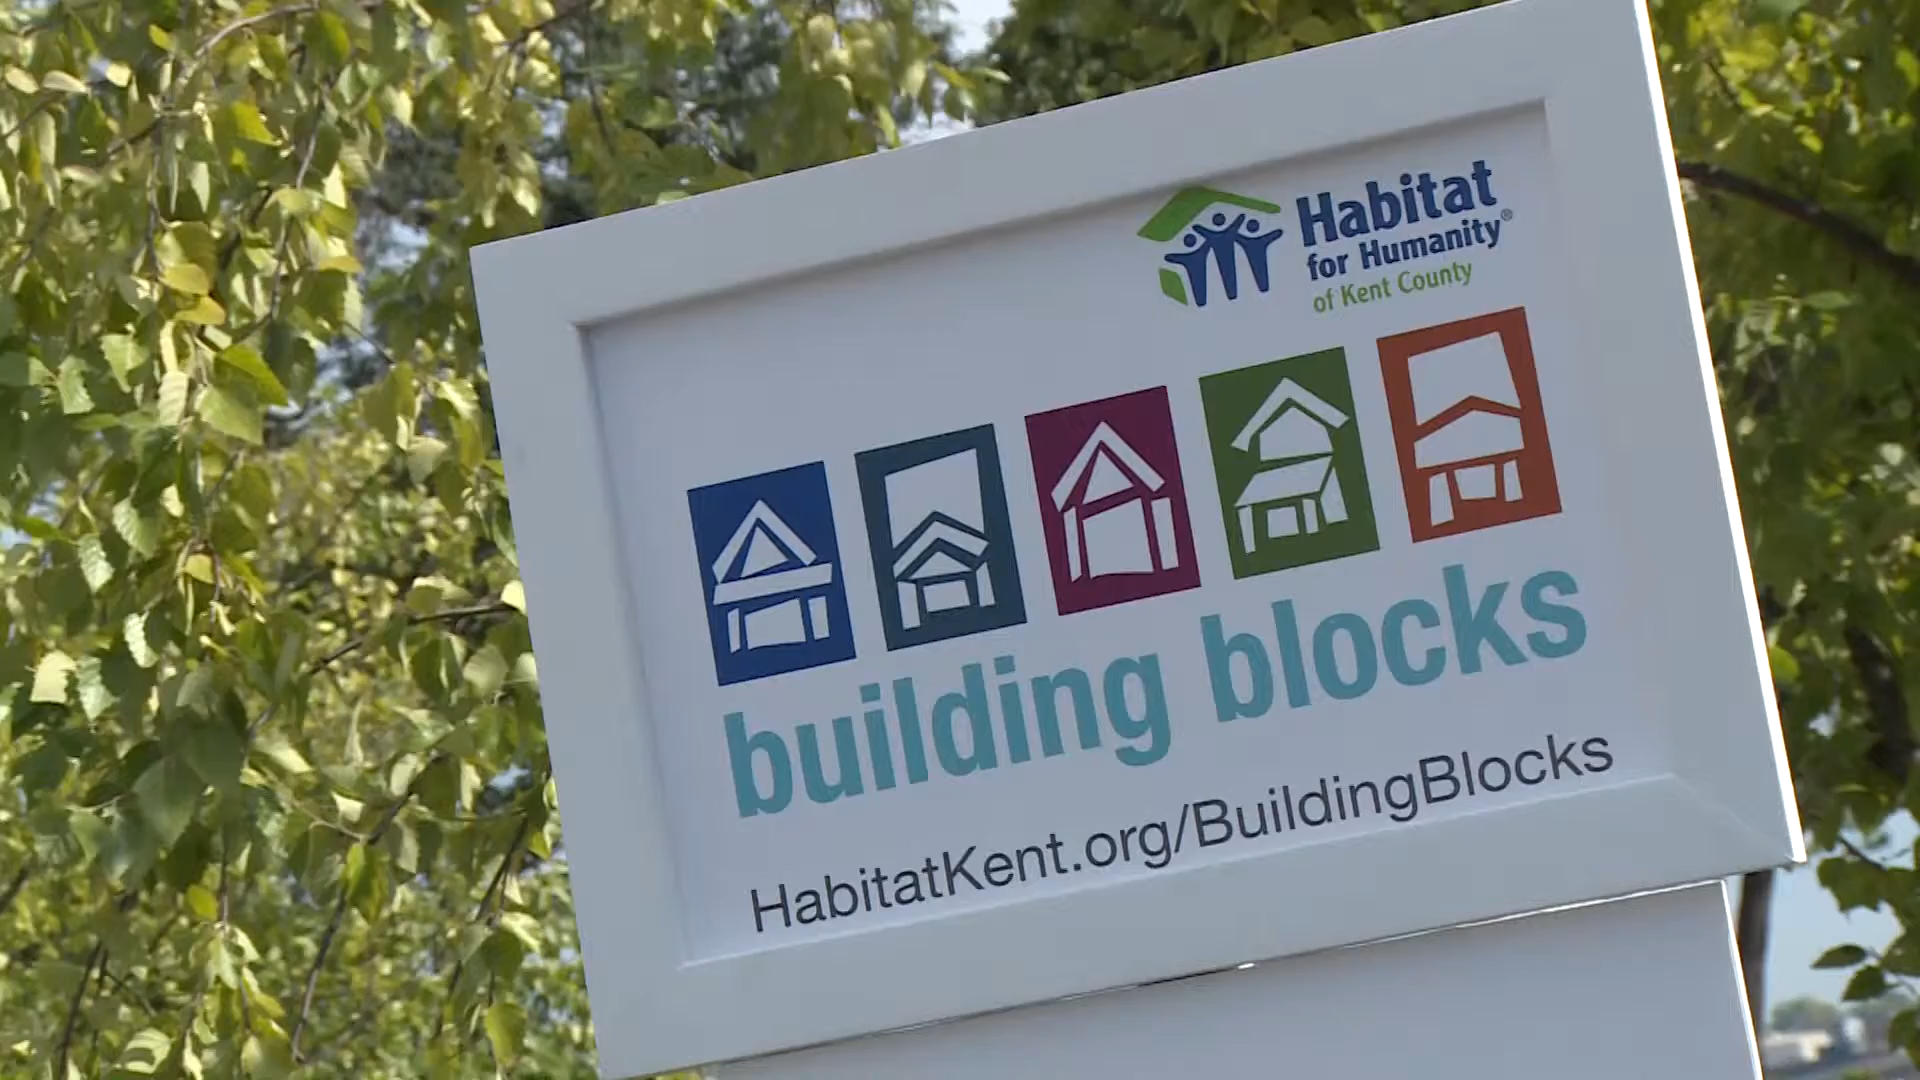 Habitat
for Humanity®
of Kent County
building blocks
HabitatKent.org/BuildingBlocks